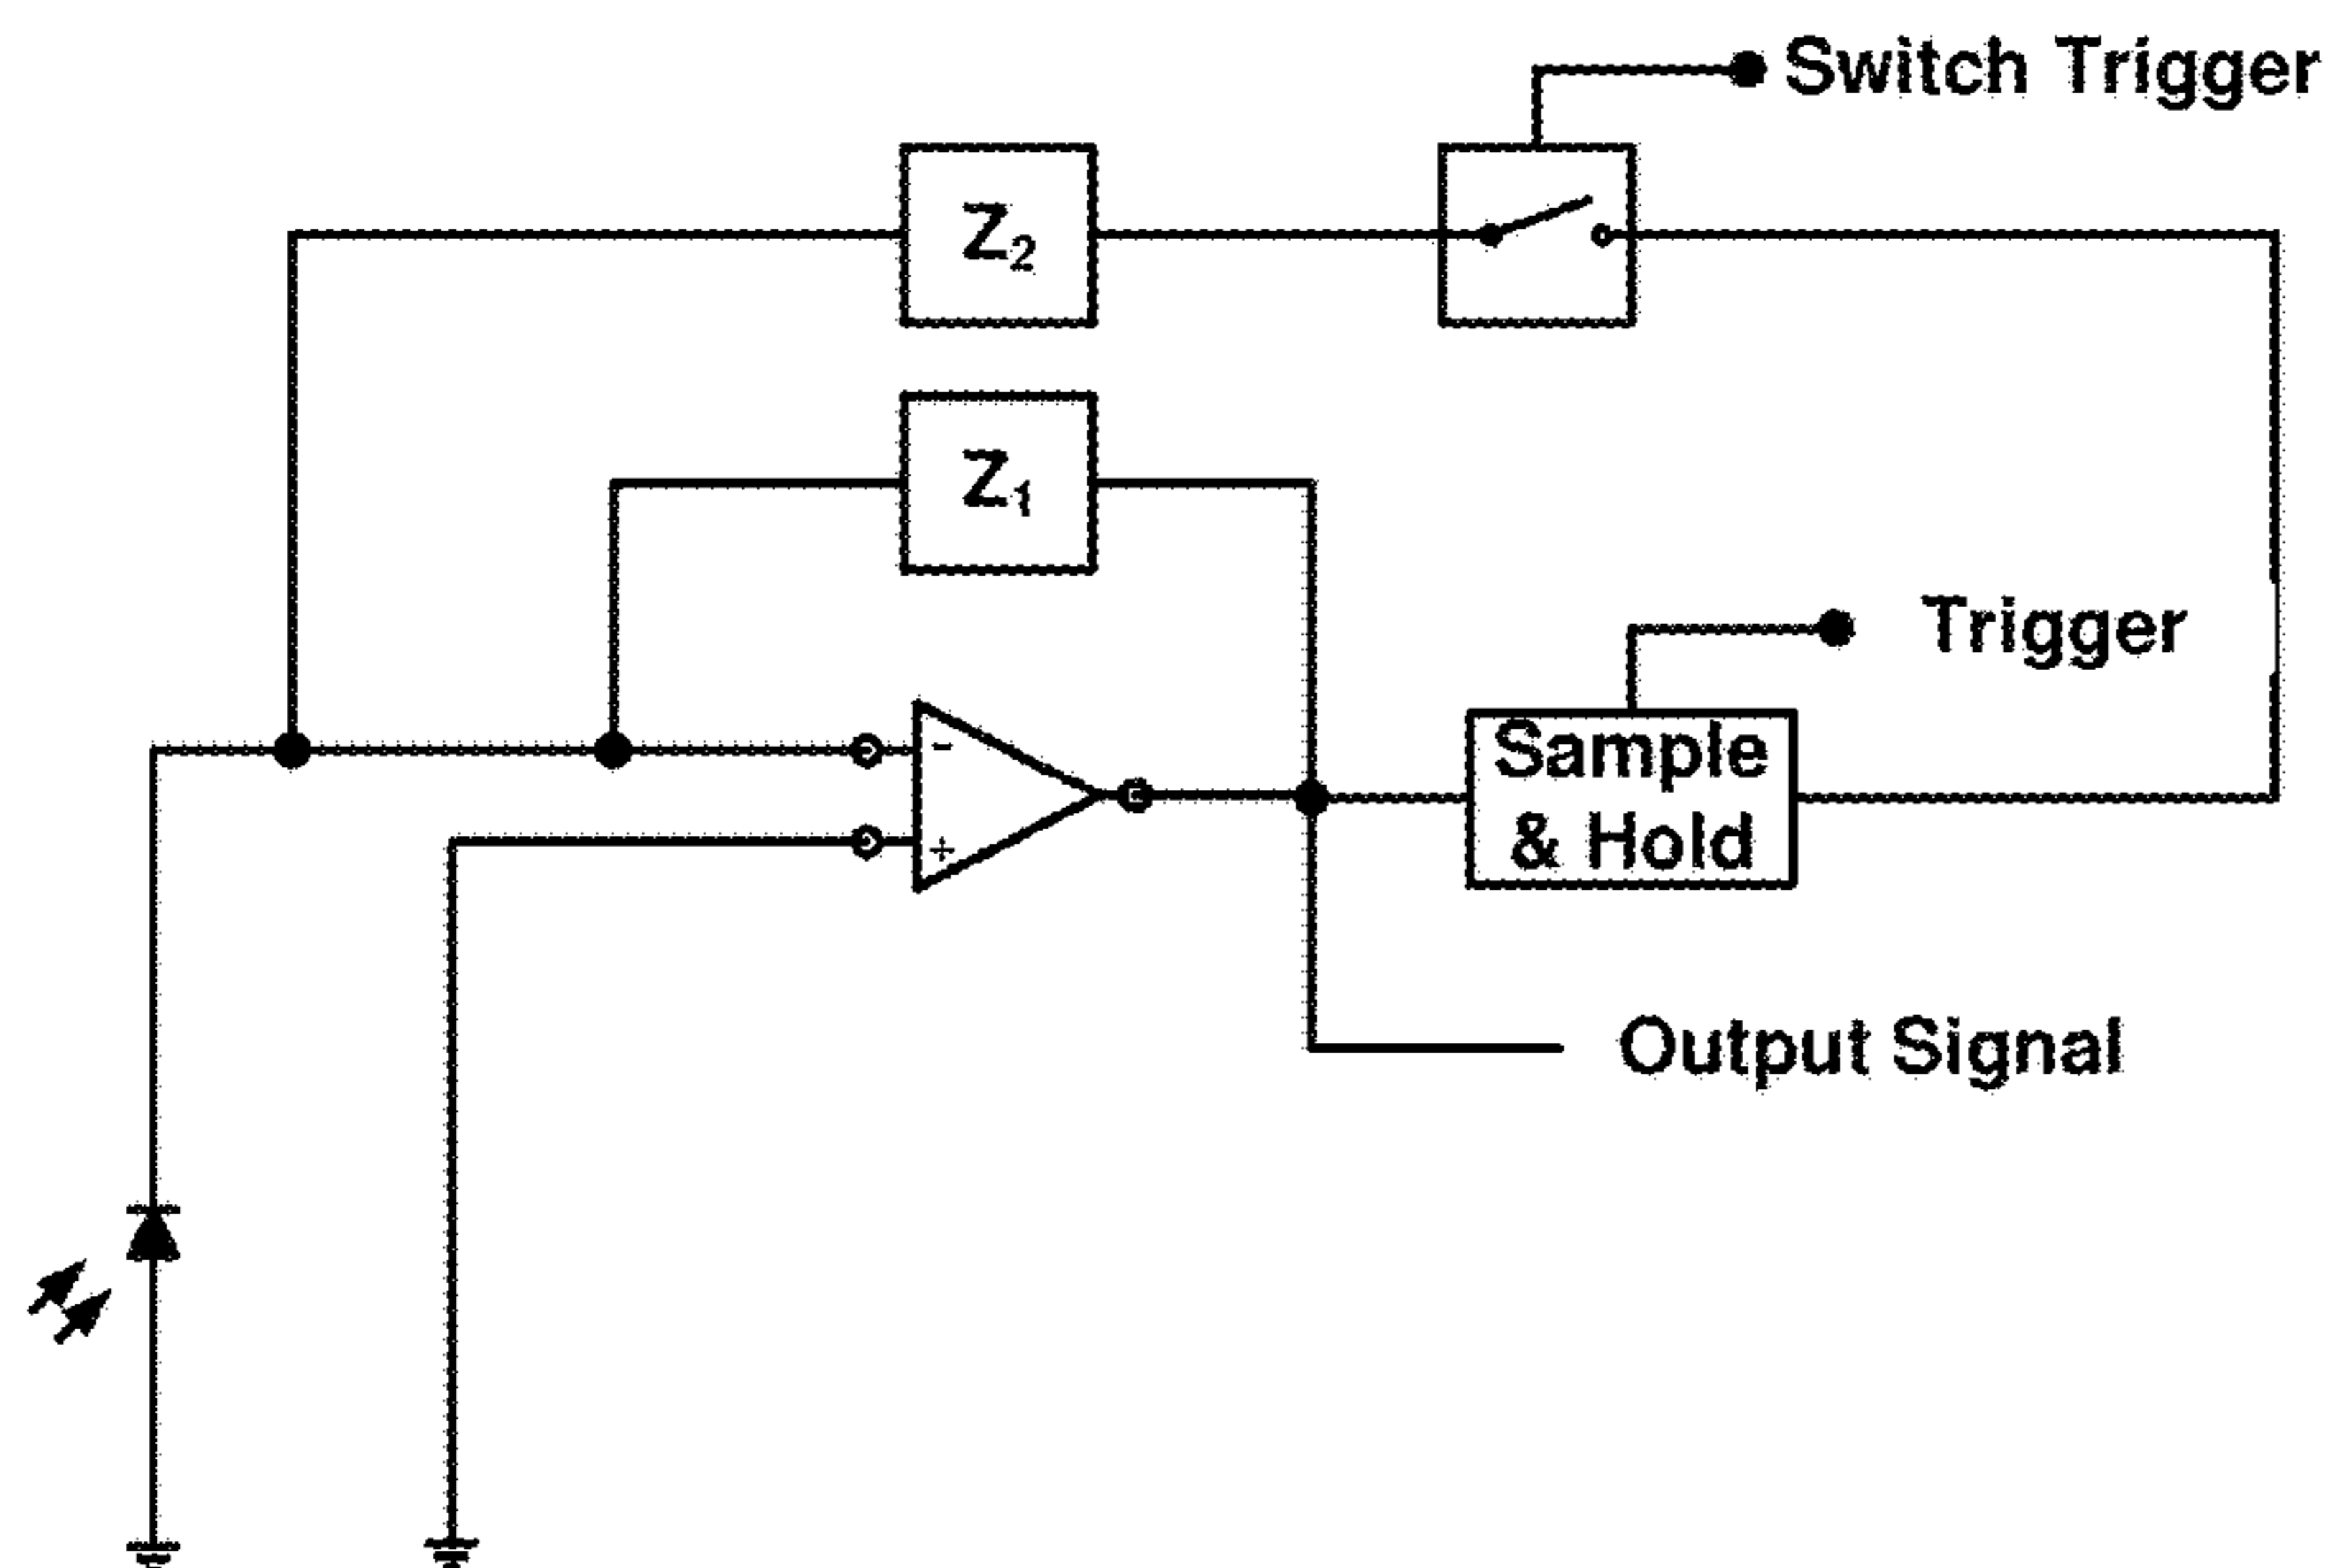 Switch Trigger
Z₂
Z₁
Trigger
-
+
Sample
& Hold
Output Signal